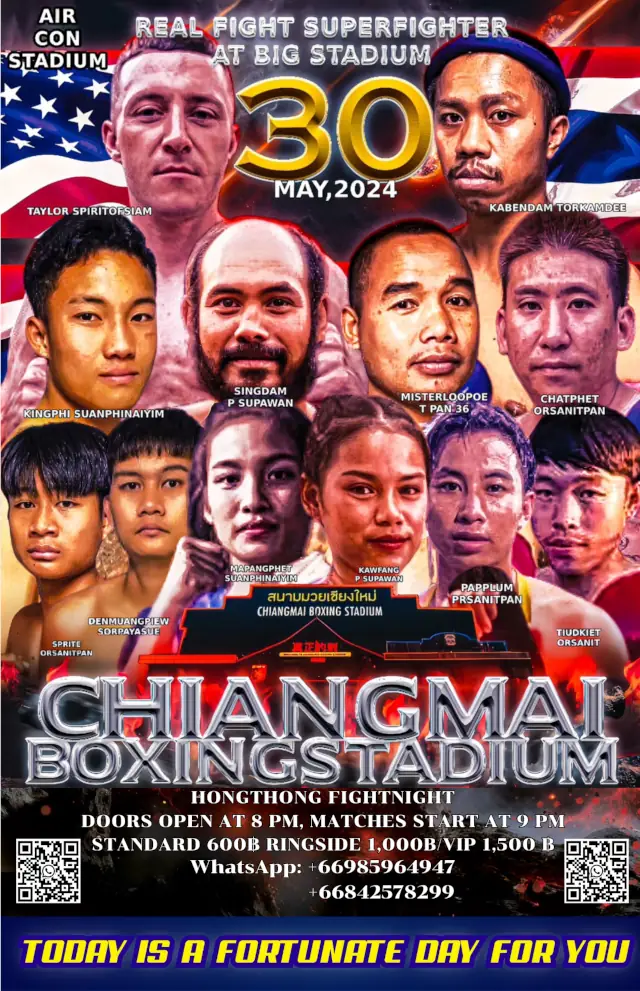 AIR
CON
STADIUM
REAL FIGHT SUPERFIGHTER
AT BIG STADIUM
30
MAY,2024
TAYLOR SPIRITOFSIAM
KABENDAM TORKAMDEE
KINGPHI SUANPHINAIYIM
SINGDAM
P SUPAWAN
MISTERLOOPOE
T PAN 36
CHATPHET
ORSANITPAN
MAPANGPHET
SUANPHINAIYIM
KAWFANG
P SUPAWAN
PAPPLUM
PRSANITPAN
DENMUANGPIEW
SORPAYASUE
SPRITE
ORSANITPAN
TIUDKIET
ORSANIT
สนามมวยเชียงใหม่
CHIANGMAI BOXING STADIUM
CHIANGMAI
BOXINGSTADIUM
HONGTHONG FIGHTNIGHT
DOORS OPEN AT 8 PM, MATCHES START AT 9 PM
STANDARD 600฿ RINGSIDE 1,000B/VIP 1,500 B
WhatsApp: +66985964947
+66842578299
TODAY IS A FORTUNATE DAY FOR YOU